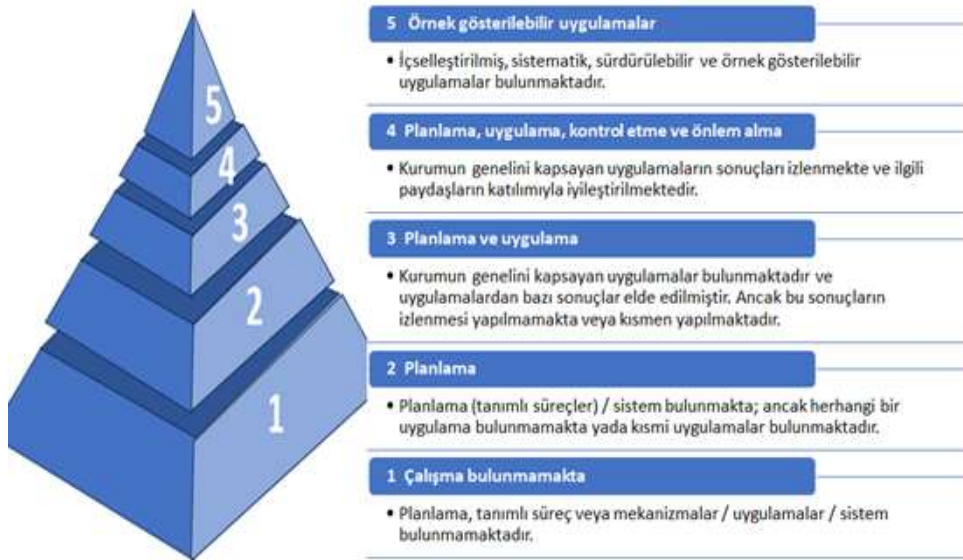 5 Örnek gösterilebilir uygulamalar
• İçselleştirilmiş, sistematik, sürdürülebilir ve örnek gösterilebilir
uygulamalar bulunmaktadır.
4 Planlama, uygulama, kontrol etme ve önlem alma
• Kurumun genelini kapsayan uygulamaların sonuçları izlenmekte ve ilgili
paydaşların katılımıyla iyileştirilmektedir.
3 Planlama ve uygulama
• Kurumun genelini kapsayan uygulamalar bulunmaktadır ve
uygulamalardan bazı sonuçlar elde edilmiştir. Ancak bu sonuçların
izlenmesi yapılmamakta veya kısmen yapılmaktadır.
2 Planlama
• Planlama (tanımlı süreçler) / sistem bulunmakta; ancak herhangi bir
uygulama bulunmamakta yada kısmi uygulamalar bulunmaktadır.
1 Çalışma bulunmamakta
• Planlama, tanımlı süreç veya mekanizmalar / uygulamalar / sistem
bulunmamaktadır.
5
4
3
2
1